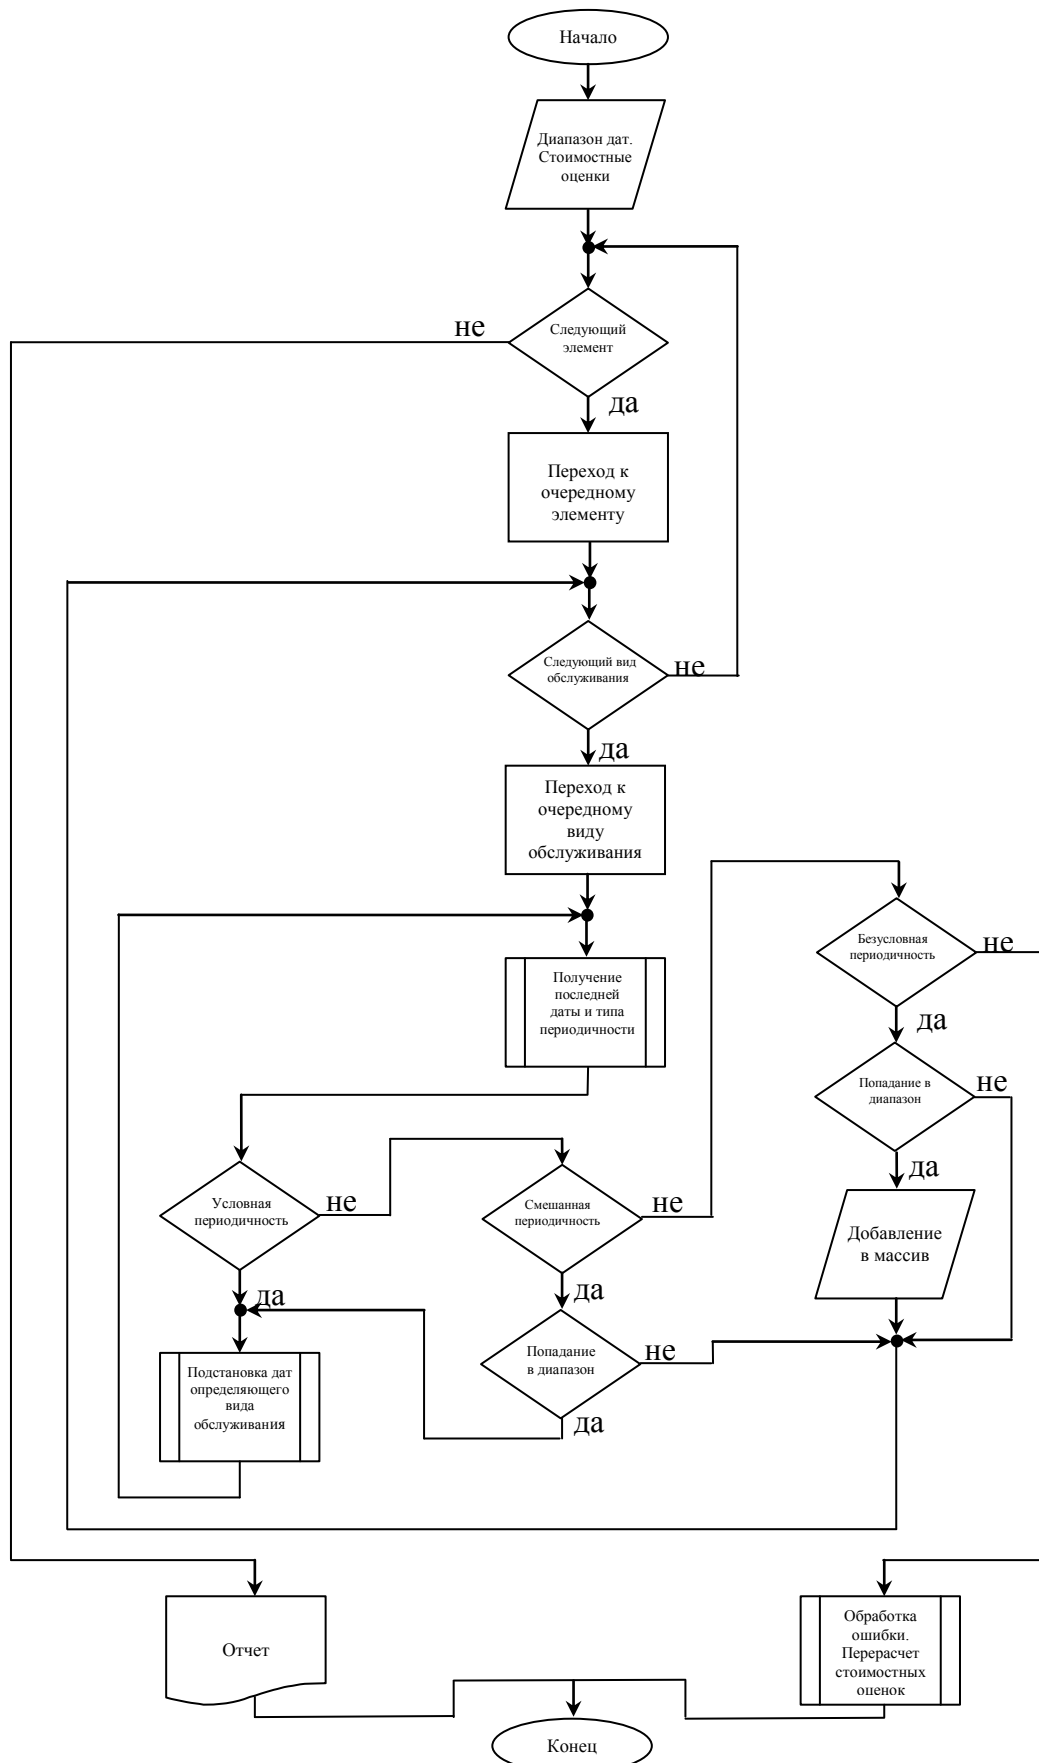 Начало
Диапазон дат.
Стоимостные
оценки
не
Следующий
элемент
да
Переход к
очередному
элементу
Следующий вид
обслуживания
не
да
Переход к
очередному
виду
обслуживания
Безусловная
периодичность
не
Получение
последней
даты и типа
периодичности
да
Попадание в
диапазон
не
да
Условная
периодичность
не
Смешанная
периодичность
не
Добавление
в массив
да
да
Попадание
в диапазон
не
да
Подстановка дат
определяющего
вида
обслуживания
Отчет
Обработка
ошибки.
Перерасчет
стоимостных
оценок
Конец